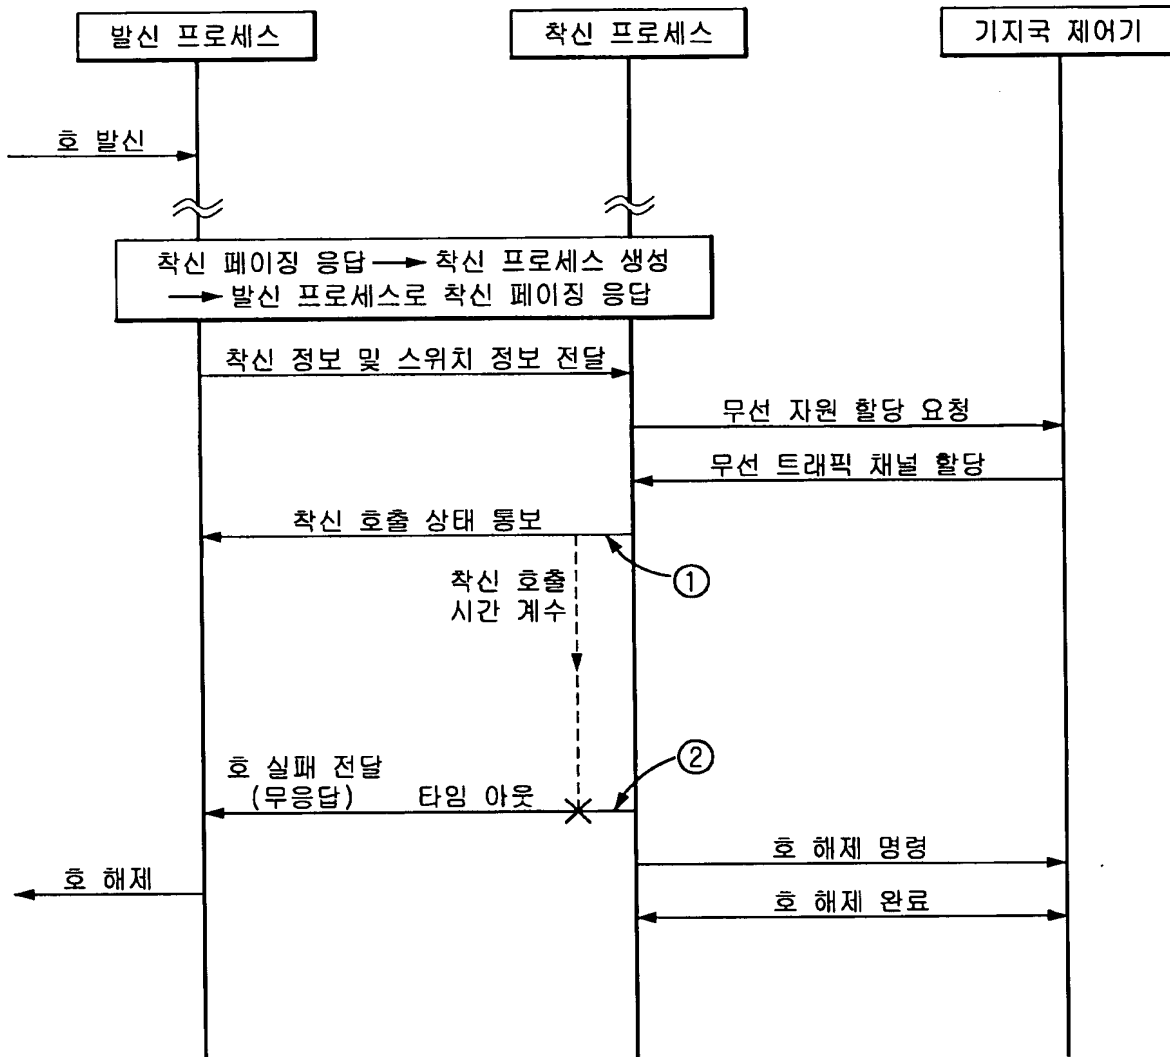 발신 프로세스
착신 프로세스
기지국 제어기
호 발신
착신 페이징 응답 → 착신 프로세스 생성
→ 발신 프로세스로 착신 페이징 응답
착신 정보 및 스위치 정보 전달
무선 자원 할당 요청
무선 트래픽 채널 할당
착신 호출 상태 통보
①
착신 호출
시간 계수
②
호 실패 전달
(무응답) 타임 아웃
호 해제 명령
호 해제
호 해제 완료